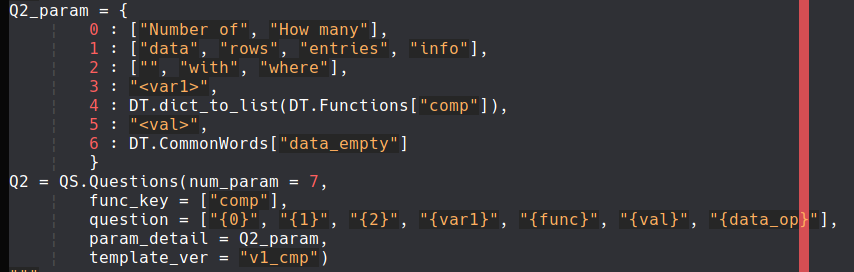 Q2_param = {
        0 : ["Number of", "How many"],
        1 : ["data", "rows", "entries", "info"],
        2 : ["", "with", "where"],
        3 : "<var1>",
        4 : DT.dict_to_list(DT.Functions["comp"]),
        5 : "<val>",
        6 : DT.CommonWords["data_empty"]
        }
Q2 = QS.Questions(num_param = 7,
        func_key = ["comp"],
        question = ["{0}", "{1}", "{2}", "{var1}", "{func}", "{val}", "{data_op}"],
        param_detail = Q2_param,
        template_ver = "v1_cmp")
"""